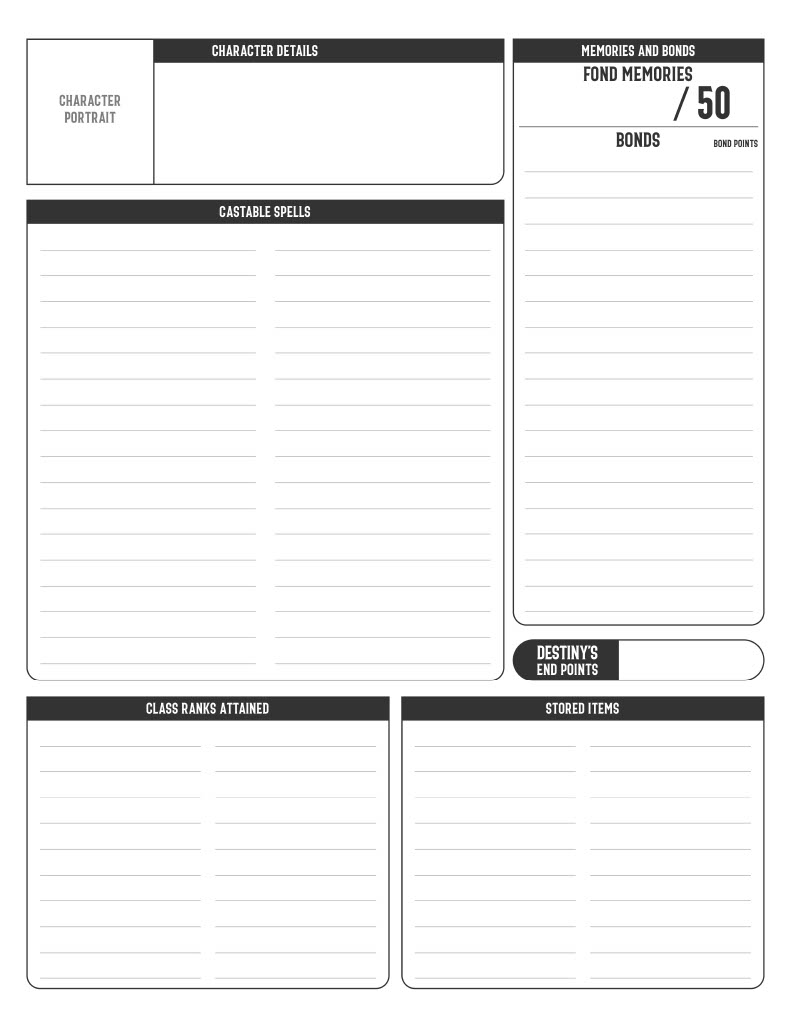 CHARACTER DETAILS
CHARACTER
PORTRAIT
CASTABLE SPELLS
MEMORIES AND BONDS
FOND MEMORIES
/ 50
BONDS
BOND POINTS
DESTINY'S
END POINTS
CLASS RANKS ATTAINED
STORED ITEMS